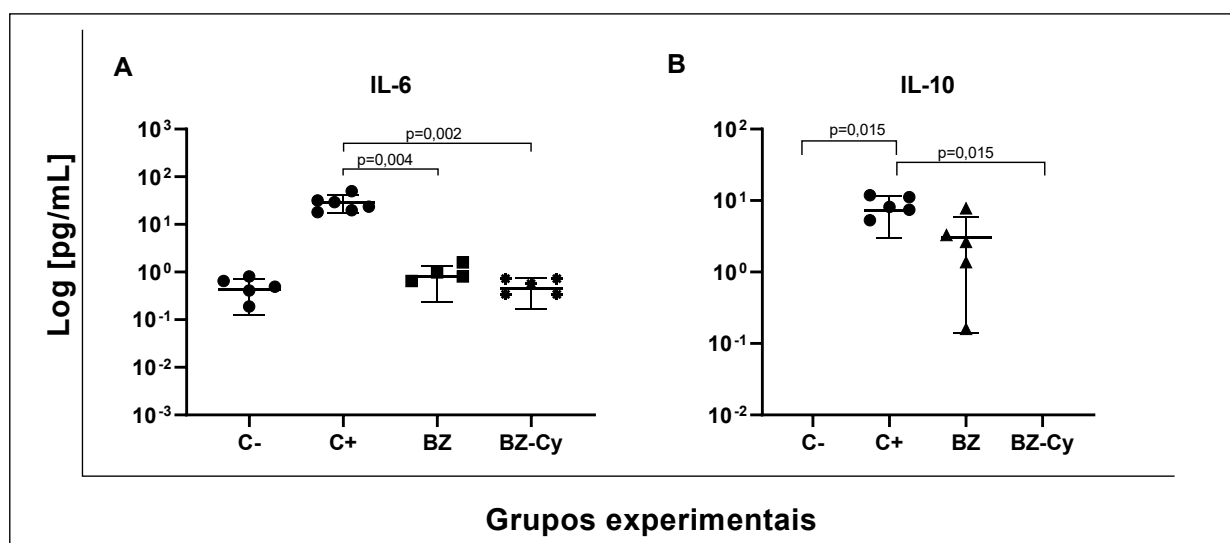 A
IL-6
p=0,002
p=0,004
10³
10²
10¹
10⁰
10⁻¹
10⁻²
10⁻³
C- C+ BZ BZ-Cy
B
IL-10
p=0,015
p=0,015
10²
10¹
10⁰
10⁻¹
10⁻²
C- C+ BZ BZ-Cy
Log [pg/mL]
Grupos experimentais